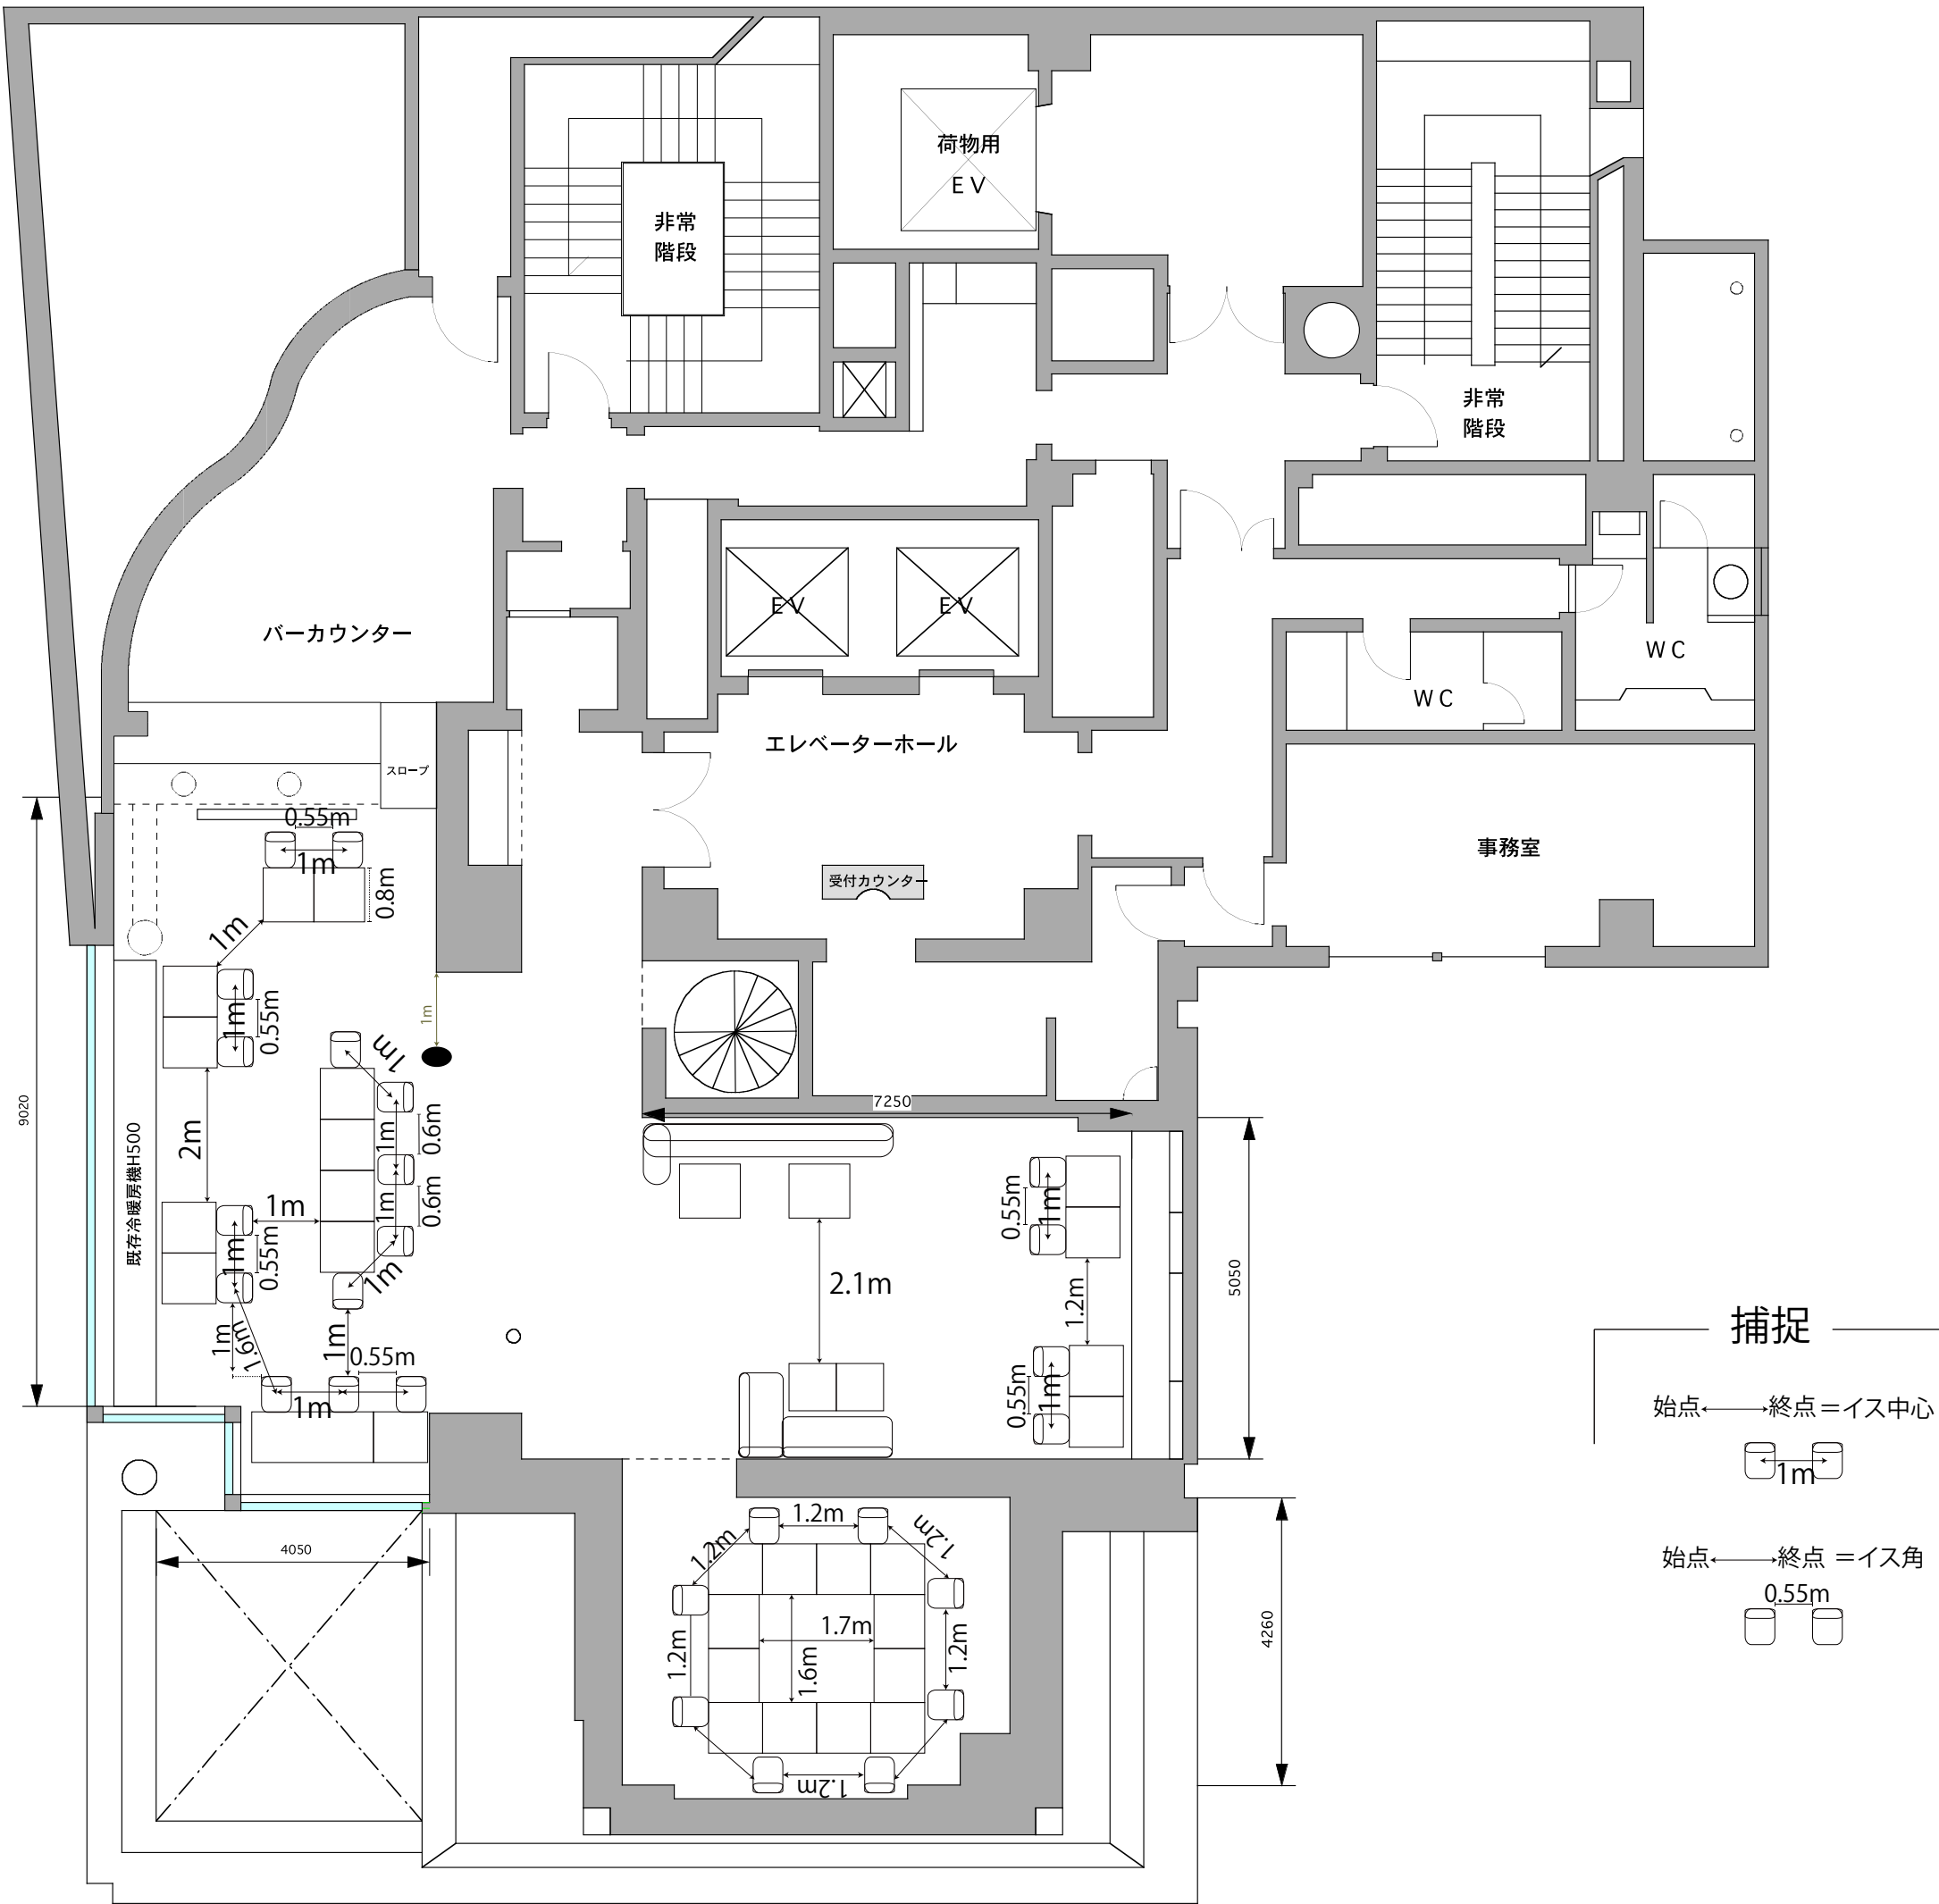 荷物用
ＥＶ
非常
階段
非常
階段
ＥＶ
ＥＶ
バーカウンター
ＷＣ
ＷＣ
エレベーターホール
スロープ
受付カウンター
事務室
0.55m
1m
0.8m
1m
1m
0.55m
1m
1m
9020
2m
既存冷暖房機H500
1m
0.6m
1m
0.6m
1m
1m
0.55m
1m
1m
1.6m
1m
0.55m
1m
7250
0.55m
1m
2.1m
1.2m
5050
0.55m
1m
捕捉
始点 終点＝イス中心
1m
始点 終点 ＝イス角
0.55m
4050
1.2m
1.2m
1.2m
1.7m
1.6m
1.2m
1.2m
1.2m
4260